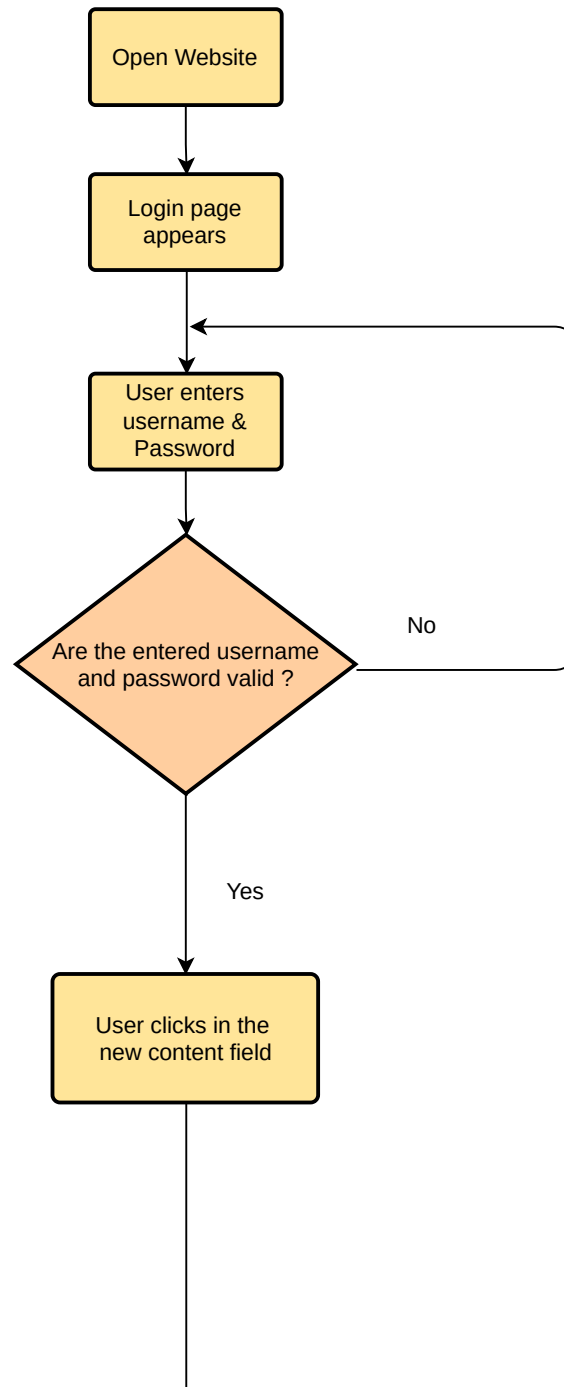 Open Website
Login page
appears
User enters
username &
Password
Are the entered username
and password valid ?
No
Yes
User clicks in the
new content field